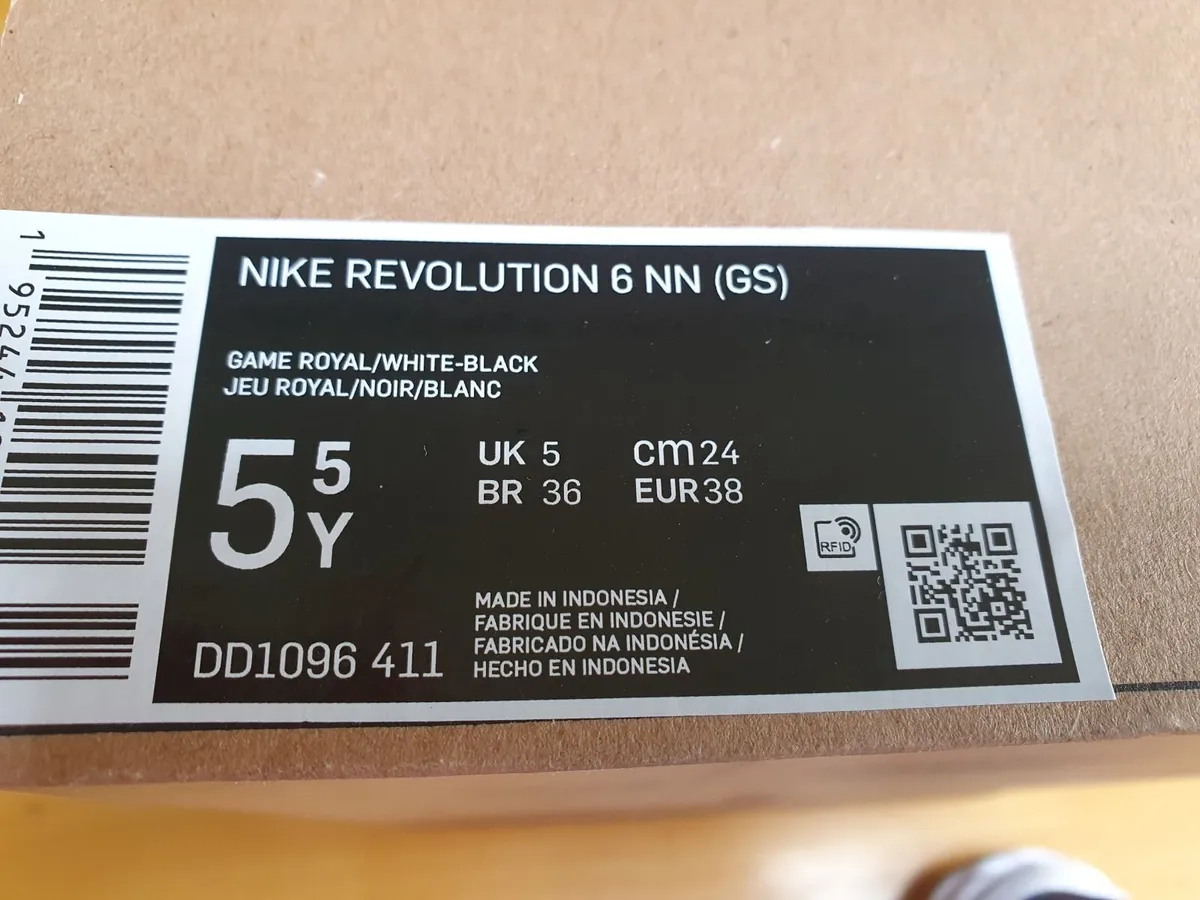 NIKE REVOLUTION 6 NN (GS)
GAME ROYAL/WHITE-BLACK
JEU ROYAL/NOIR/BLANC
5 5 Y
UK 5
BR 36
cm 24
EUR 38
RFID
MADE IN INDONESIA /
FABRIQUE EN INDONESIE /
FABRICADO NA INDONÉSIA /
HECHO EN INDONESIA
DD1096 411
1 95244